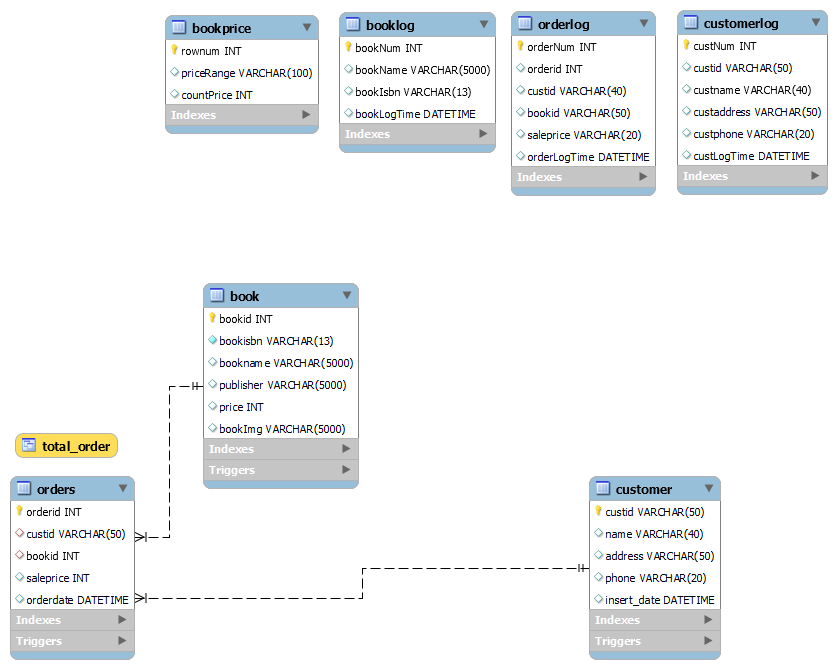 bookprice
rownum INT
priceRange VARCHAR(100)
countPrice INT
Indexes
booklog
bookNum INT
bookName VARCHAR(5000)
bookIsbn VARCHAR(13)
bookLogTime DATETIME
Indexes
orderlog
orderNum INT
orderid INT
custid VARCHAR(40)
bookid VARCHAR(50)
saleprice VARCHAR(20)
orderLogTime DATETIME
Indexes
customerlog
custNum INT
custid VARCHAR(50)
custname VARCHAR(40)
custaddress VARCHAR(50)
custphone VARCHAR(20)
custLogTime DATETIME
Indexes
book
bookid INT
bookisbn VARCHAR(13)
bookname VARCHAR(5000)
publisher VARCHAR(5000)
price INT
bookImg VARCHAR(5000)
Indexes
Triggers
total_order
orders
orderid INT
custid VARCHAR(50)
bookid INT
saleprice INT
orderdate DATETIME
Indexes
Triggers
customer
custid VARCHAR(50)
name VARCHAR(40)
address VARCHAR(50)
phone VARCHAR(20)
insert_date DATETIME
Indexes
Triggers